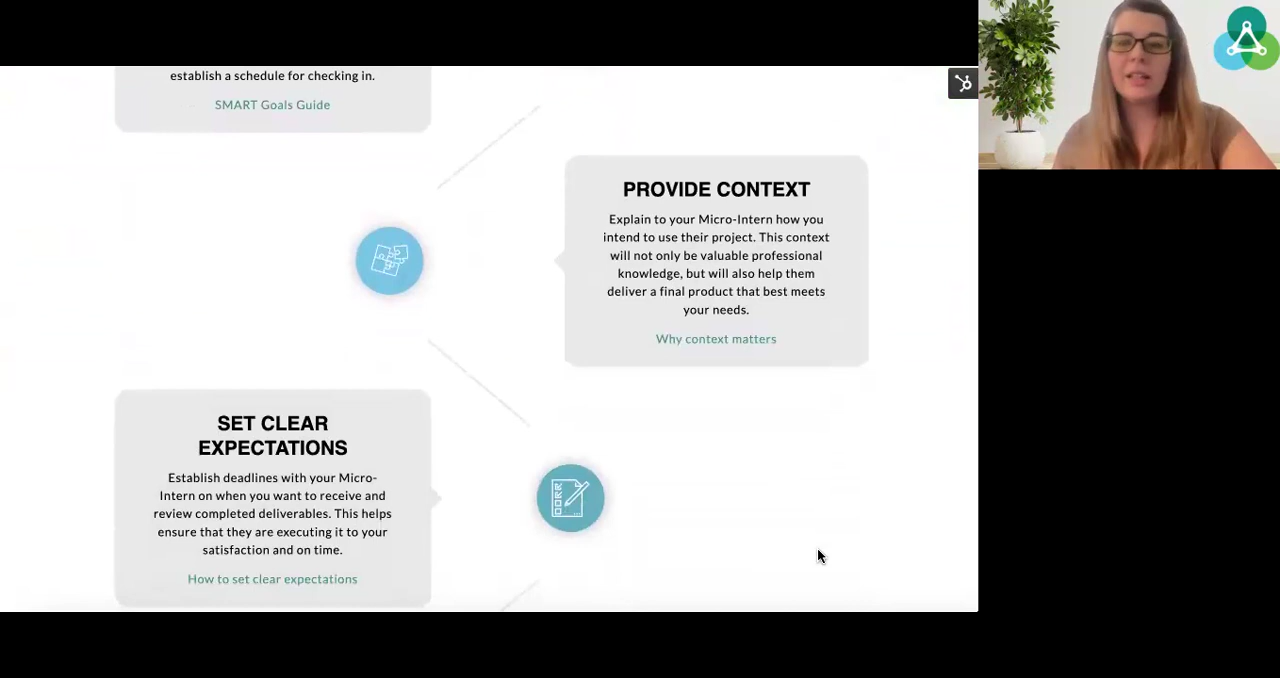 establish a schedule for checking in.
SMART Goals Guide
PROVIDE CONTEXT
Explain to your Micro-Intern how you
intend to use their project. This context
will not only be valuable professional
knowledge, but will also help them
deliver a final product that best meets
your needs.
Why context matters
SET CLEAR
EXPECTATIONS
Establish deadlines with your Micro-
Intern on when you want to receive and
review completed deliverables. This helps
ensure that they are executing it to your
satisfaction and on time.
How to set clear expectations